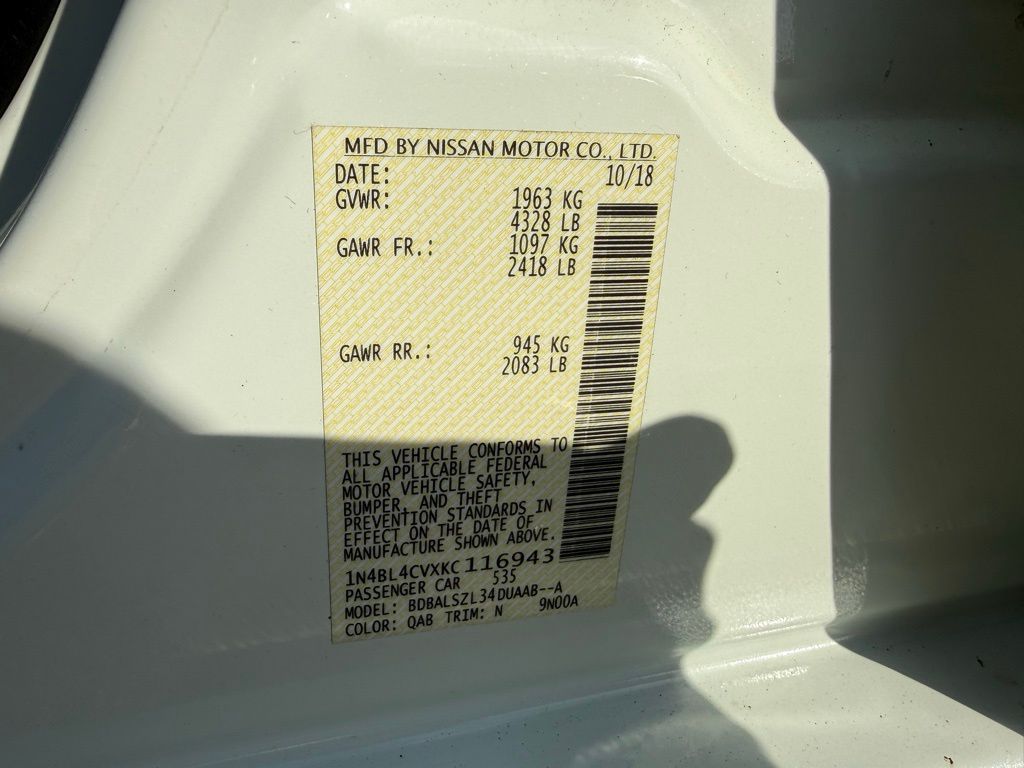 MFD BY NISSAN MOTOR CO., LTD.
DATE: 10/18
GVWR: 1963 KG
4328 LB
GAWR FR.: 1097 KG
2418 LB
GAWR RR.: 945 KG
2083 LB
THIS VEHICLE CONFORMS TO
ALL APPLICABLE FEDERAL
MOTOR VEHICLE SAFETY,
BUMPER, AND THEFT
PREVENTION STANDARDS IN
EFFECT ON THE DATE OF
MANUFACTURE SHOWN ABOVE.
1N4BL4CVXKC116943
PASSENGER CAR 535
MODEL: BDBALSZL34DUAAB--A
COLOR: QAB TRIM: N 9N00A